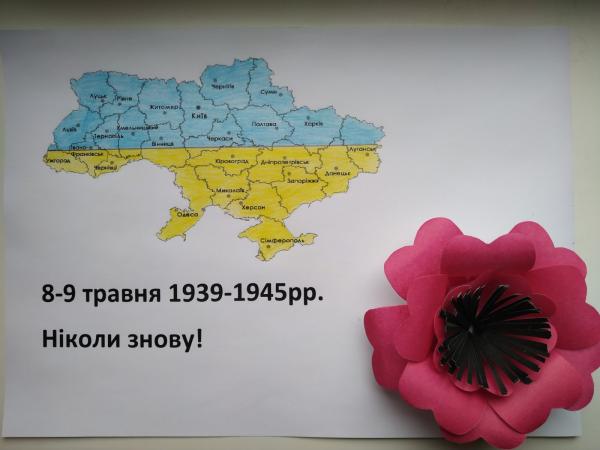 Чернігів
Луцьк
Рівне
Суми
Житомир
Київ
Львів
Тернопіль
Хмельницький
Полтава
Харків
Черкаси
Вінниця
Івано-
Франківськ
Луганськ
Ужгород
Чернівці
Кіровоград
Дніпропетровськ
Донецьк
Запоріжжя
Миколаїв
Херсон
Одеса
Сімферополь
8-9 травня 1939-1945рр.
Ніколи знову!